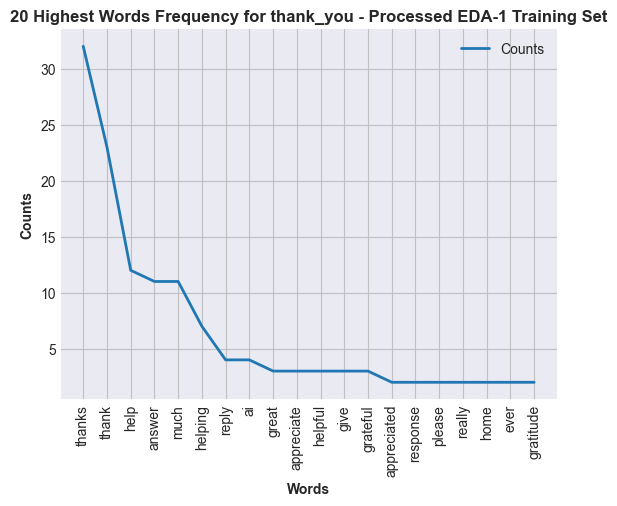 20 Highest Words Frequency for thank_you - Processed EDA-1 Training Set
Counts
Counts
30
25
20
15
10
5
thanks
thank
help
answer
much
helping
reply
ai
great
appreciate
helpful
give
grateful
appreciated
response
please
really
home
ever
gratitude
Words